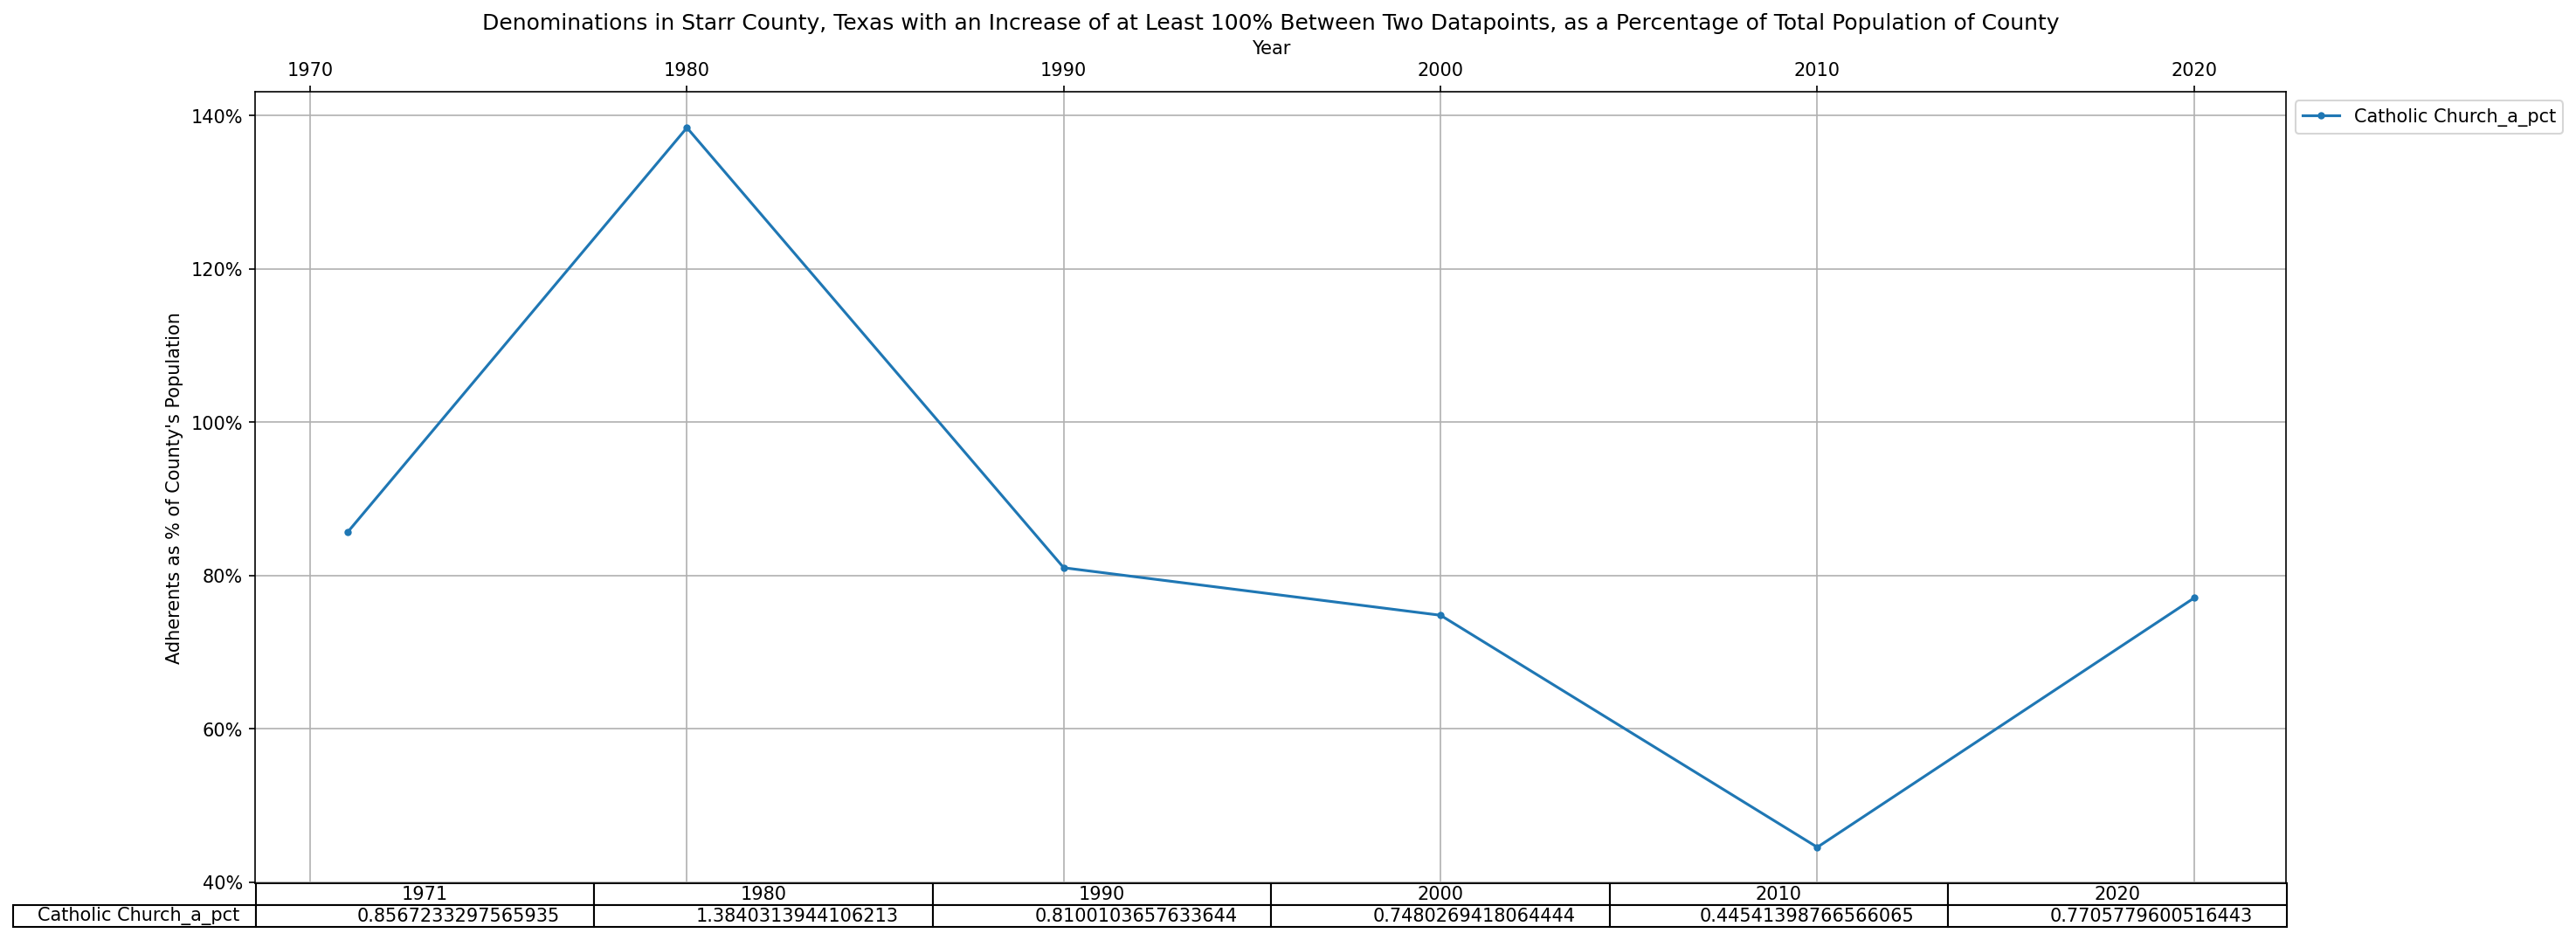 Denominations in Starr County, Texas with an Increase of at Least 100% Between Two Datapoints, as a Percentage of Total Population of County
Year
1970 1980 1990 2000 2010 2020
Catholic Church_a_pct
140%
120%
100%
80%
60%
40%
Adherents as % of County's Population
1971 1980 1990 2000 2010 2020
Catholic Church_a_pct 0.8567233297565935 1.3840313944106213 0.8100103657633644 0.7480269418064444 0.44541398766566065 0.7705779600516443